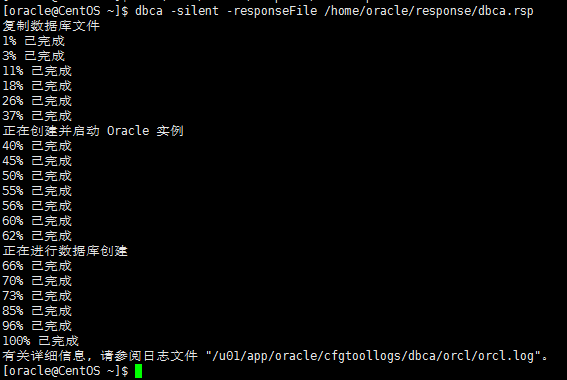 [oracle@CentOS ~]$ dbca -silent -responseFile /home/oracle/response/dbca.rsp
复制数据库文件
1% 已完成
3% 已完成
11% 已完成
18% 已完成
26% 已完成
37% 已完成
正在创建并启动 Oracle 实例
40% 已完成
45% 已完成
50% 已完成
55% 已完成
56% 已完成
60% 已完成
62% 已完成
正在进行数据库创建
66% 已完成
70% 已完成
73% 已完成
85% 已完成
96% 已完成
100% 已完成
有关详细信息, 请参阅日志文件 "/u01/app/oracle/cfgtoollogs/dbca/orcl/orcl.log"。
[oracle@CentOS ~]$